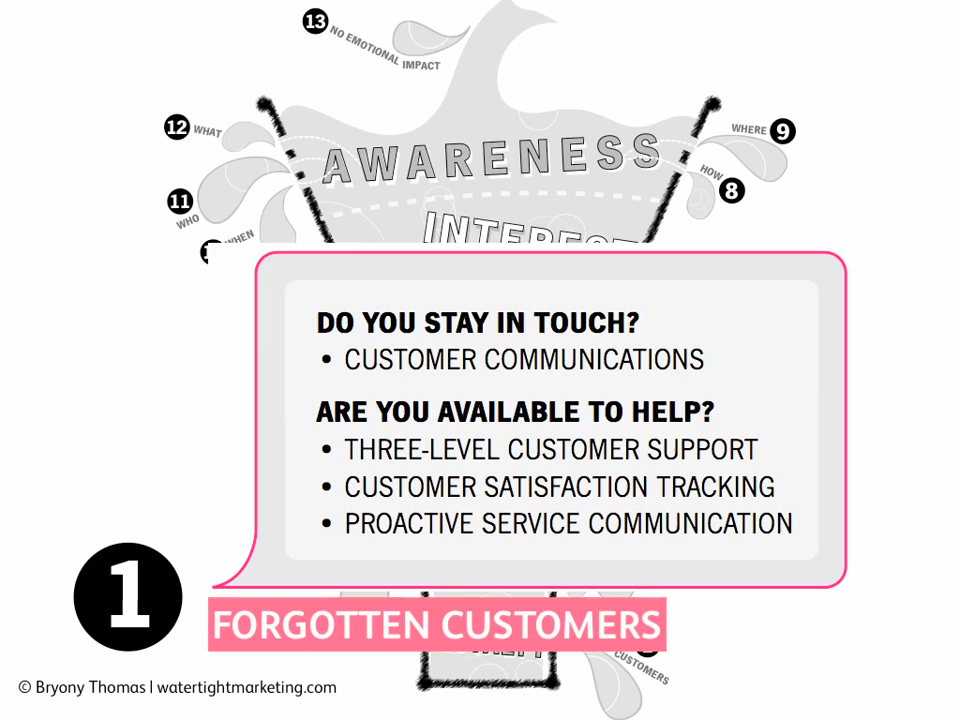 13 NO EMOTIONAL IMPACT
12 WHAT
WHERE 9
AWARENESS
HOW 8
11 WHO
WHEN
INTEREST
DO YOU STAY IN TOUCH?
• CUSTOMER COMMUNICATIONS
ARE YOU AVAILABLE TO HELP?
• THREE-LEVEL CUSTOMER SUPPORT
• CUSTOMER SATISFACTION TRACKING
• PROACTIVE SERVICE COMMUNICATION
1
FORGOTTEN CUSTOMERS
CUSTOMERS
© Bryony Thomas | watertightmarketing.com